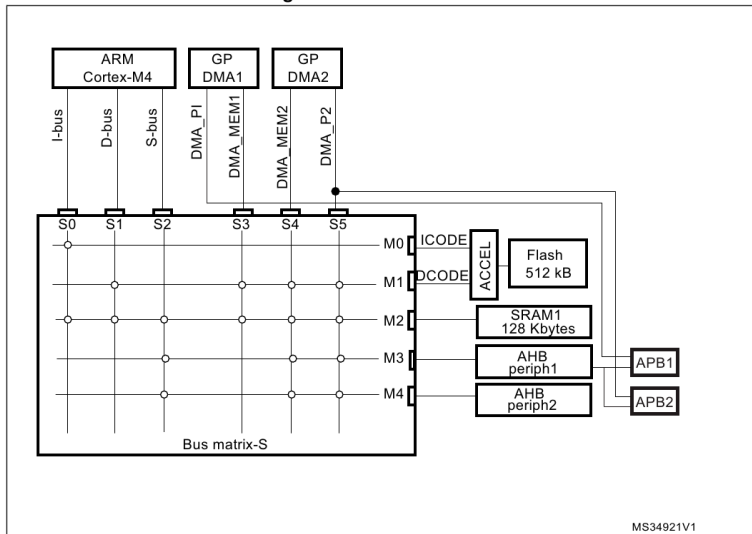 ARM
Cortex-M4
GP
DMA1
GP
DMA2
I-bus
D-bus
S-bus
DMA_PI
DMA_MEM1
DMA_MEM2
DMA_P2
S0 S1 S2 S3 S4 S5
M0 ICODE
M1 DCODE
ACCEL
Flash
512 kB
M2
SRAM1
128 Kbytes
M3
AHB
periph1
APB1
M4
AHB
periph2
APB2
Bus matrix-S
MS34921V1